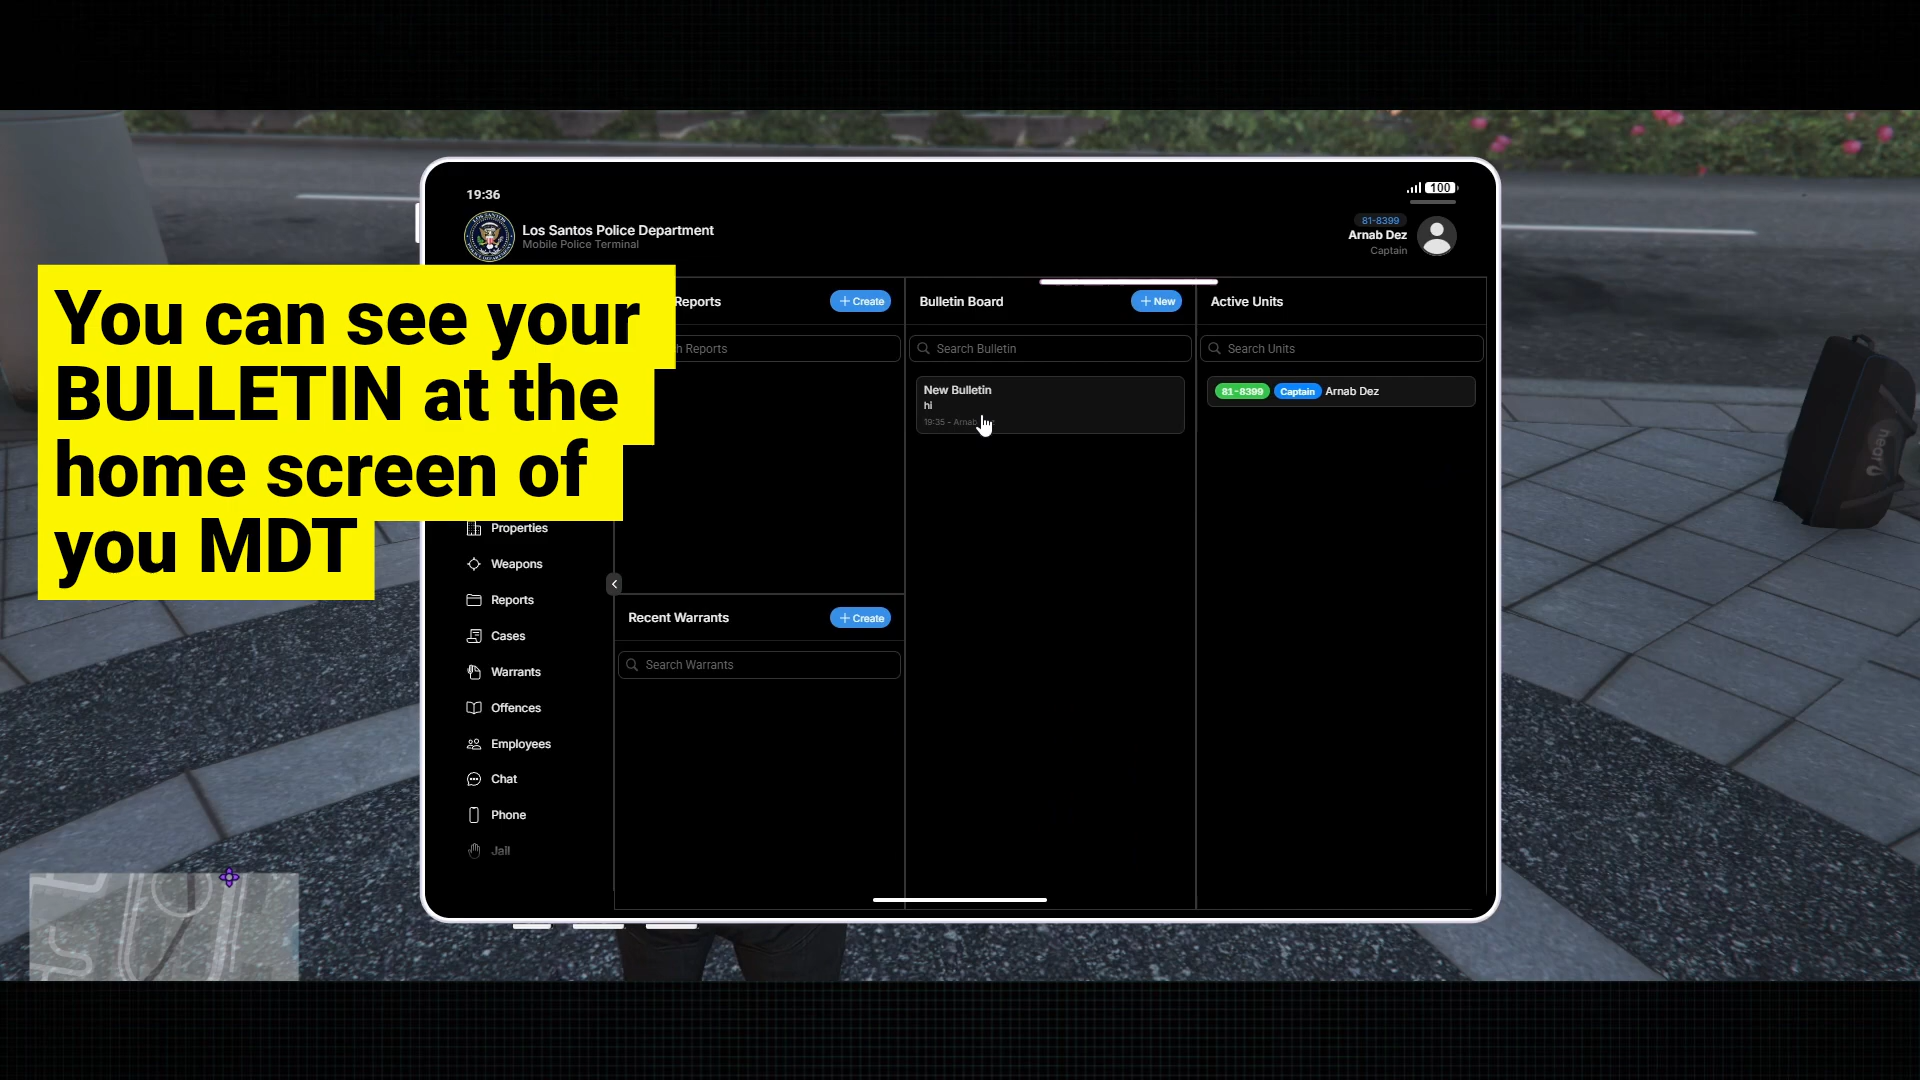 19:36
100
Los Santos Police Department
Mobile Police Terminal
81-8399
Arnab Dez
Captain
You can see your
BULLETIN at the
home screen of
you MDT
Reports
+ Create
Reports
Bulletin Board
+ New
Search Bulletin
New Bulletin
hi
19:35 - Arnab
Active Units
Search Units
81-8399 Captain Arnab Dez
Properties
Weapons
Reports
Cases
Warrants
Offences
Employees
Chat
Phone
Jail
Recent Warrants
+ Create
Search Warrants